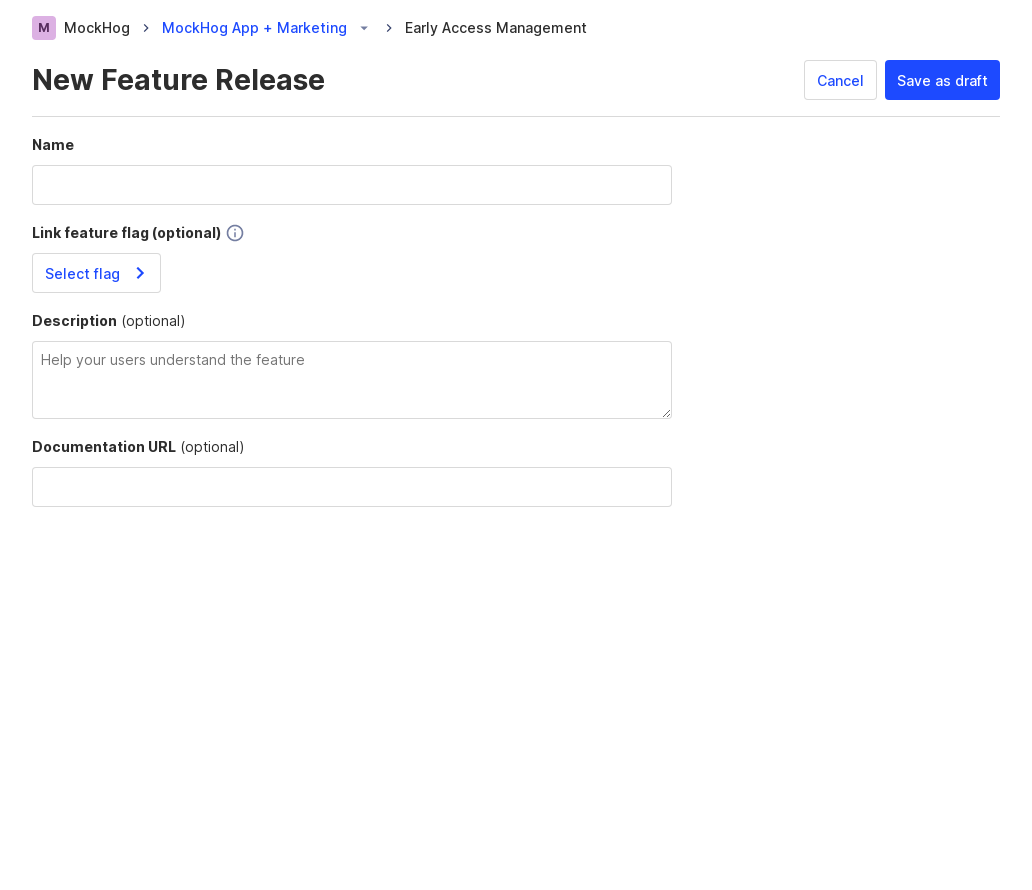 M MockHog MockHog App + Marketing Early Access Management
New Feature Release Cancel Save as draft
Name
Link feature flag (optional)
Select flag
Description (optional)
Help your users understand the feature
Documentation URL (optional)